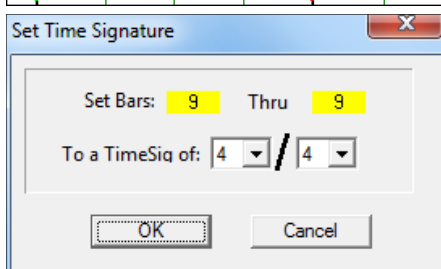 Set Time Signature
Set Bars: 9 Thru 9
To a TimeSig of: 4 / 4
OK Cancel